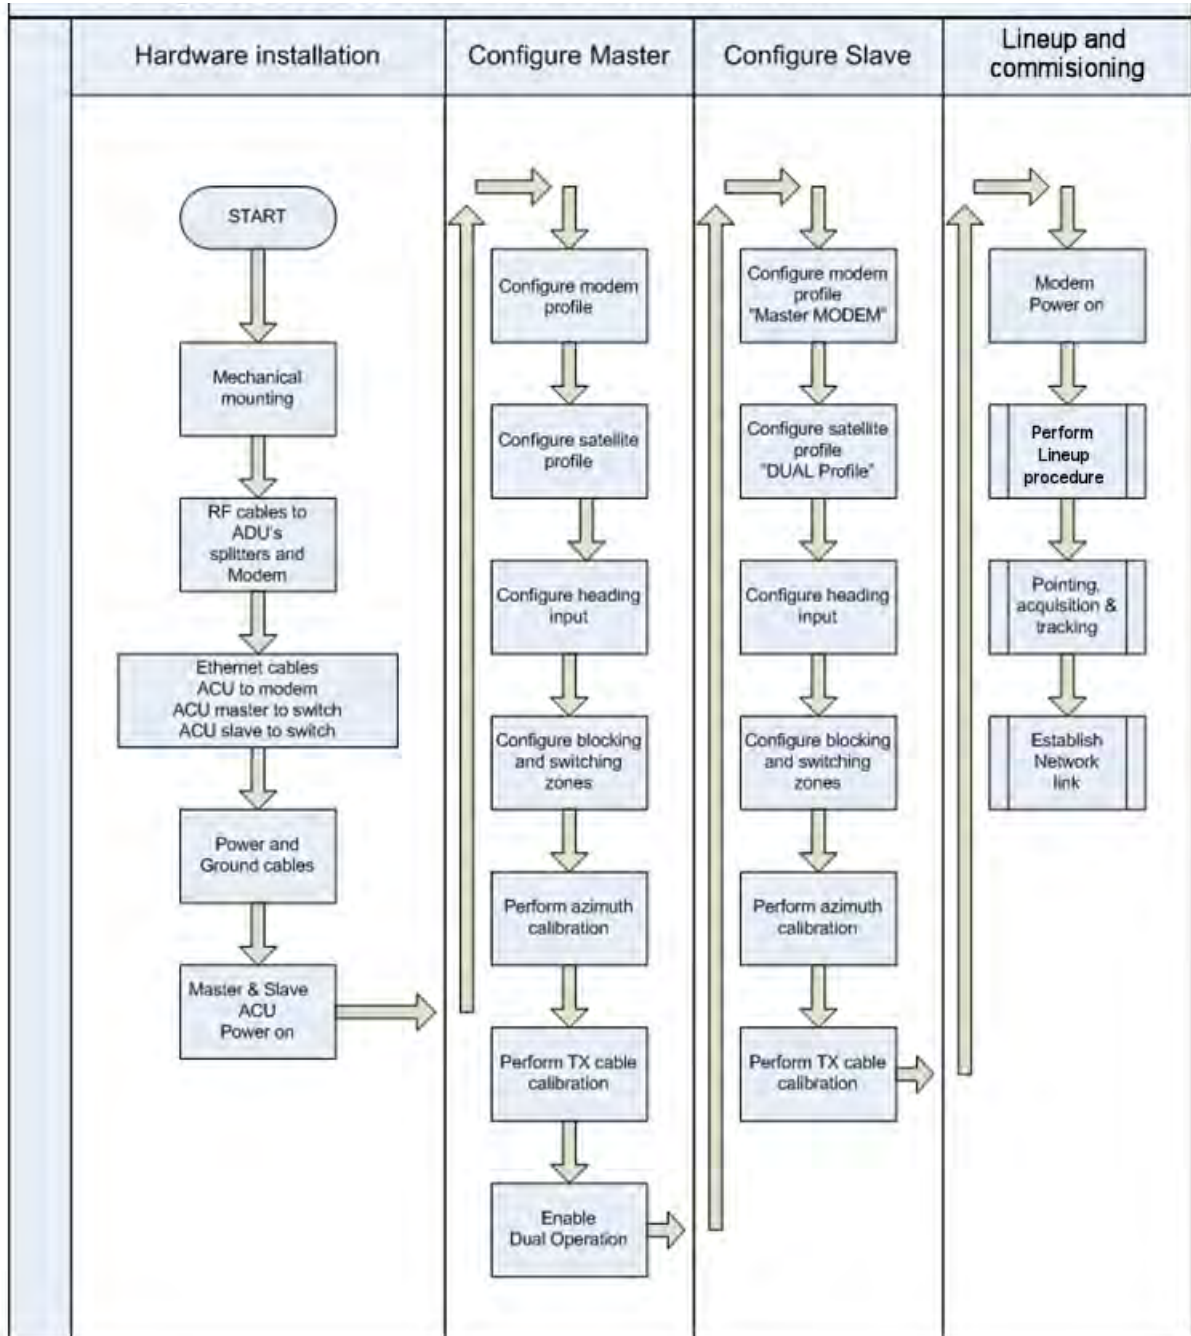 Hardware installation
Configure Master
Configure Slave
Lineup and
commisioning
START
Mechanical
mounting
RF cables to
ADU's
splitters and
Modem
Ethernet cables
ACU to modem
ACU master to switch
ACU slave to switch
Power and
Ground cables
Master & Slave
ACU
Power on
Configure modem
profile
Configure satellite
profile
Configure heading
input
Configure blocking
and switching
zones
Perform azimuth
calibration
Perform TX cable
calibration
Enable
Dual Operation
Configure modem
profile
"Master MODEM"
Configure satellite
profile
"DUAL Profile"
Configure heading
input
Configure blocking
and switching
zones
Perform azimuth
calibration
Perform TX cable
calibration
Modem
Power on
Perform
Lineup
procedure
Pointing,
acquisition &
tracking
Establish
Network
link